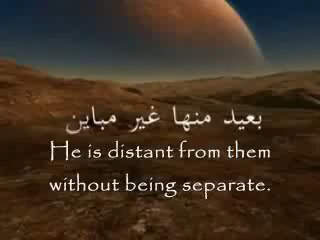 بعيد منها غير مباين
He is distant from them
without being separate.